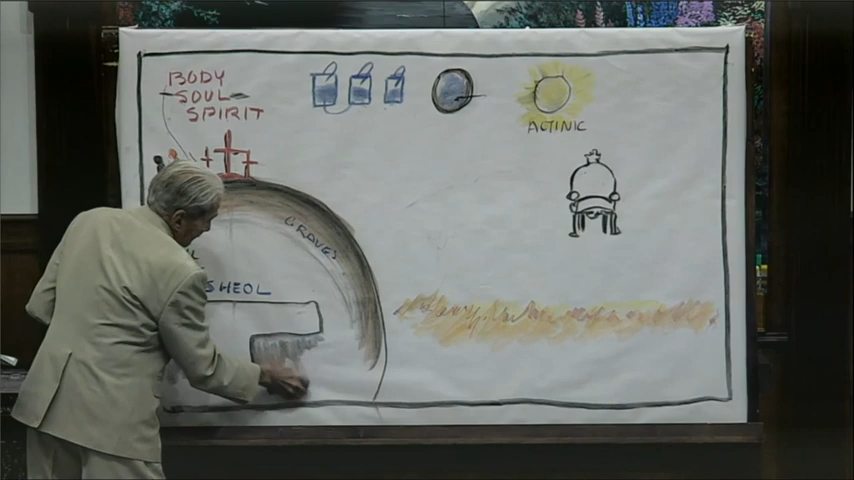 BODY
SOUL
SPIRIT
ACTINIC
GRAVES
SHEOL